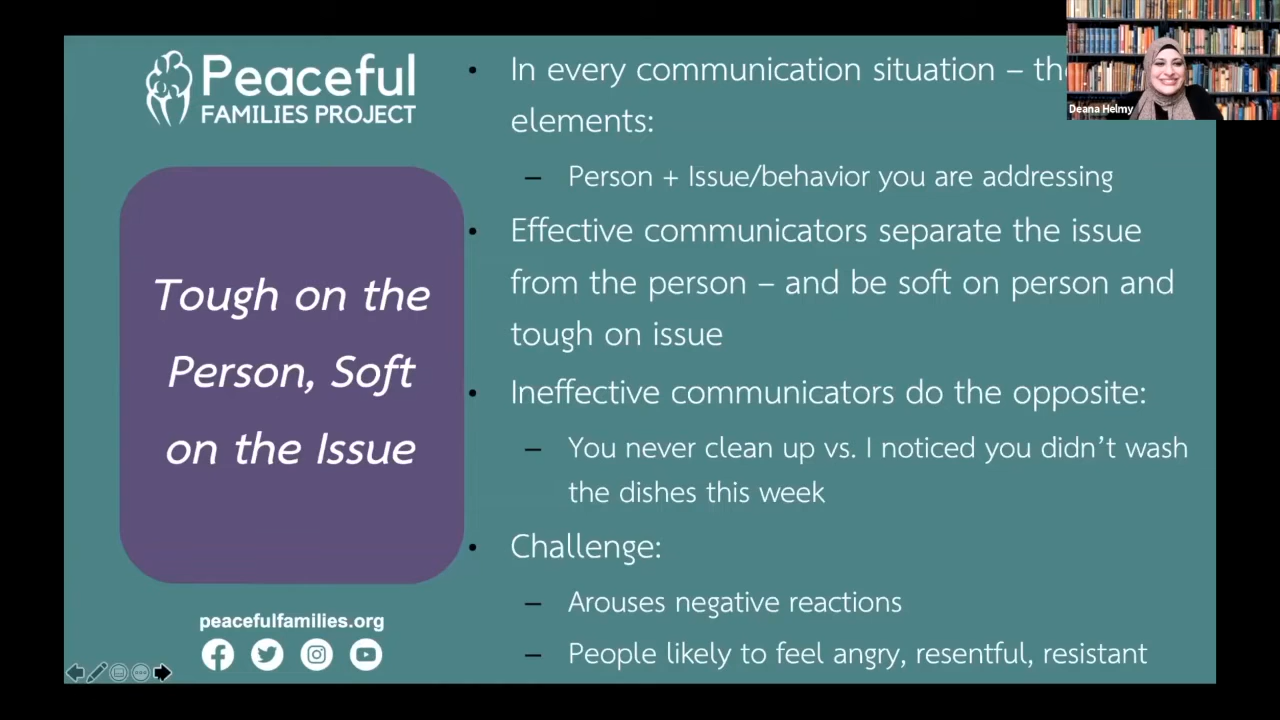 Peaceful
FAMILIES PROJECT
Tough on the
Person, Soft
on the Issue
pacefulfamilies.org
• In every communication situation –
elements:
– Person + Issue/behavior you are addressing
• Effective communicators separate the issue
from the person – and be soft on person and
tough on issue
• Ineffective communicators do the opposite:
– You never clean up vs. I noticed you didn't wash
the dishes this week
• Challenge:
– Arouses negative reactions
– People likely to feel angry, resentful, resistant
Deana Helmy